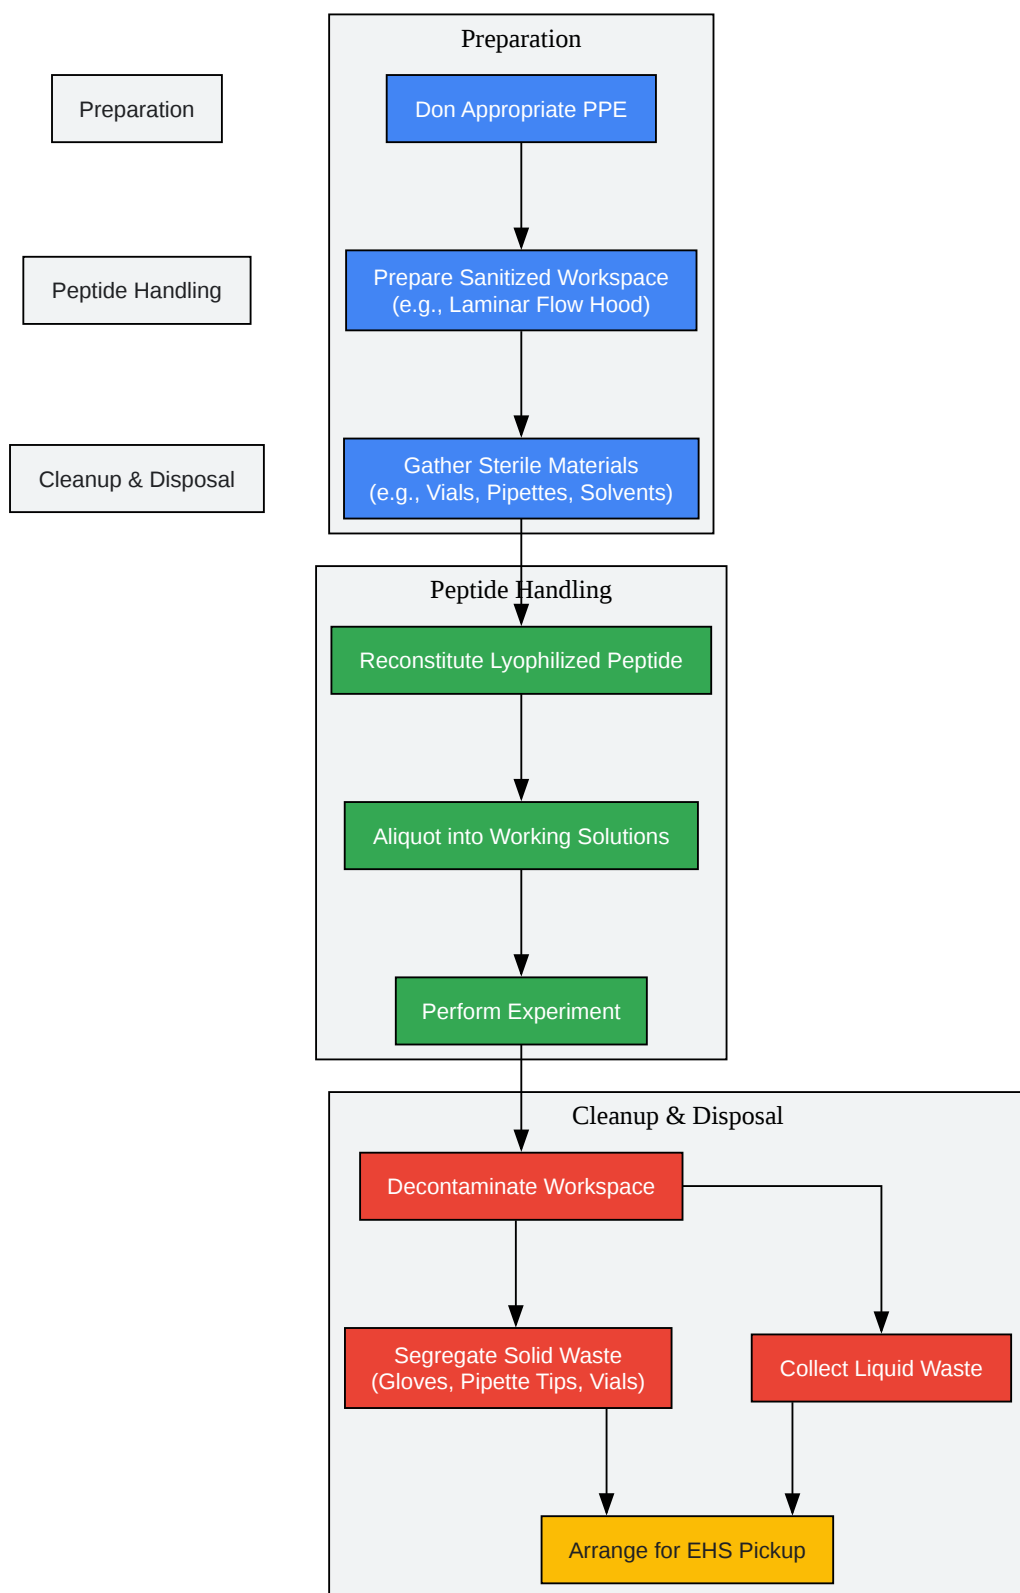 Preparation
Preparation
Don Appropriate PPE
Peptide Handling
Prepare Sanitized Workspace
(e.g., Laminar Flow Hood)
Cleanup & Disposal
Gather Sterile Materials
(e.g., Vials, Pipettes, Solvents)
Peptide Handling
Reconstitute Lyophilized Peptide
Aliquot into Working Solutions
Perform Experiment
Cleanup & Disposal
Decontaminate Workspace
Segregate Solid Waste
(Gloves, Pipette Tips, Vials)
Collect Liquid Waste
Arrange for EHS Pickup